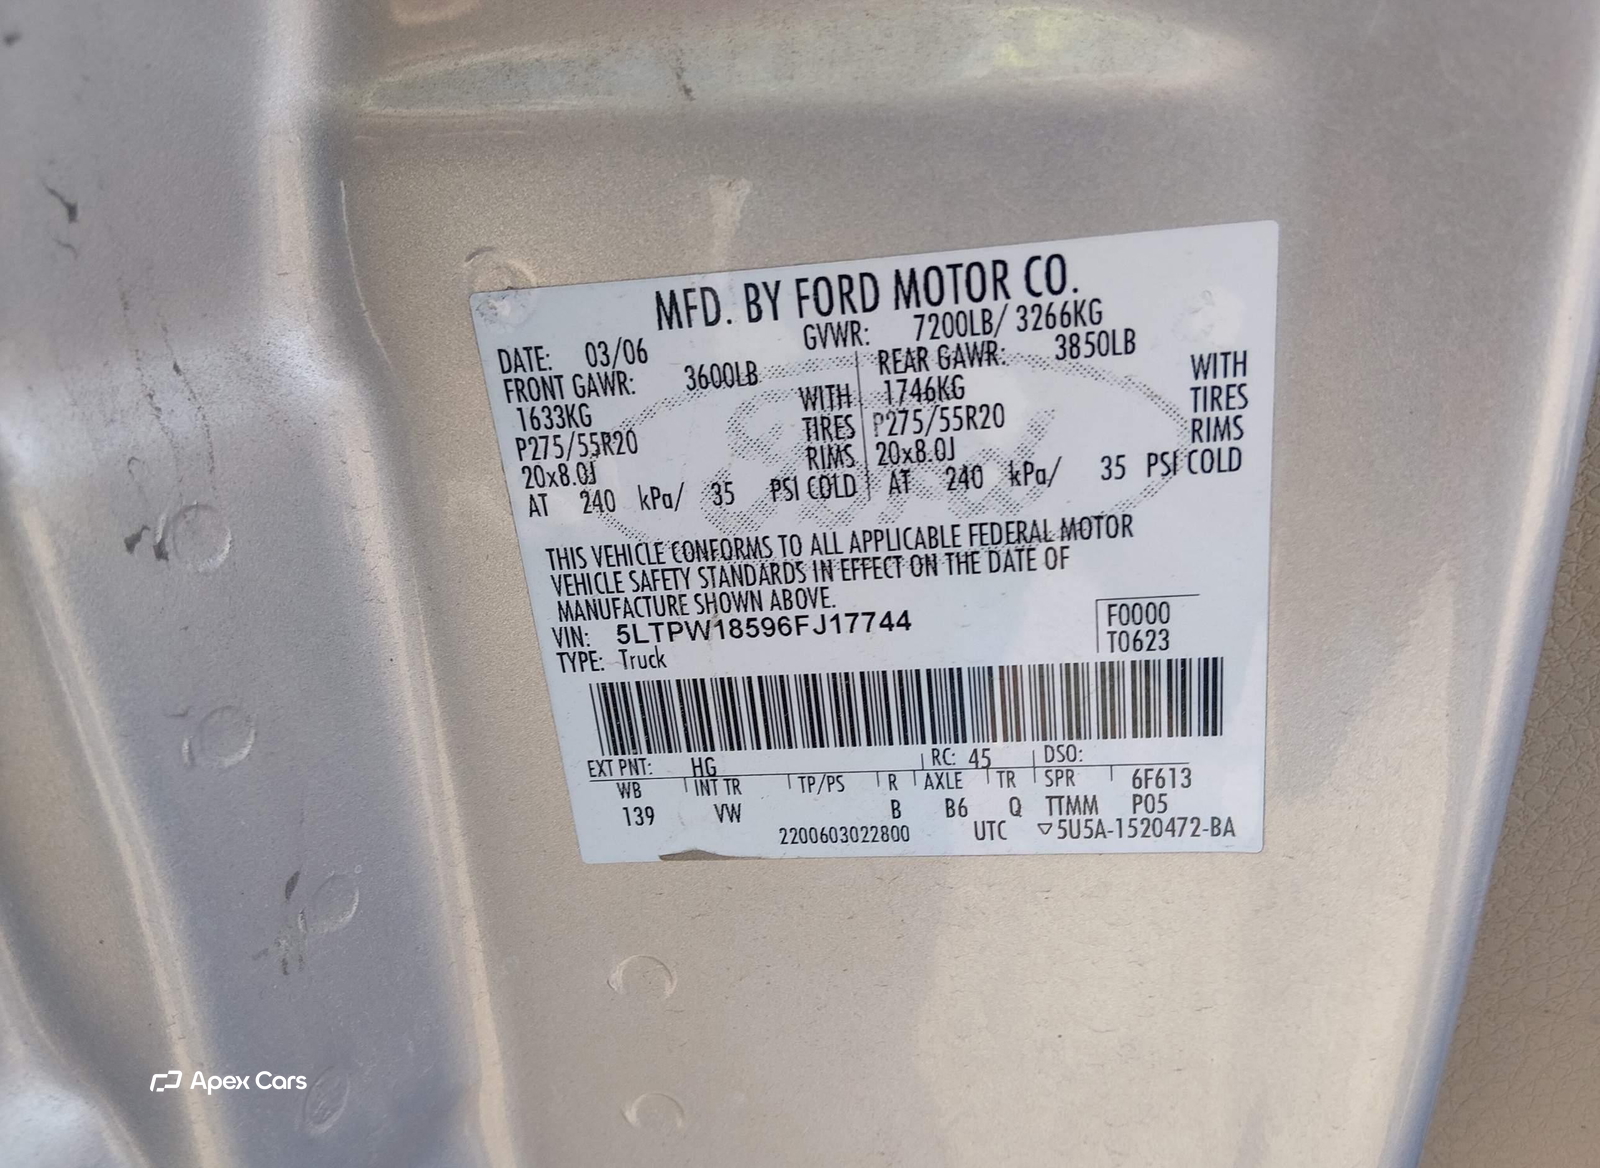 MFD. BY FORD MOTOR CO.
DATE: 03/06 GVWR: 7200LB/ 3266KG
FRONT GAWR: 3600LB REAR GAWR: 3850LB
1633KG WITH 1746KG WITH
P275/55R20 TIRES P275/55R20 TIRES
20x8.0J RIMS 20x8.0J RIMS
AT 240 kPa/ 35 PSI COLD AT 240 kPa/ 35 PSI COLD
THIS VEHICLE CONFORMS TO ALL APPLICABLE FEDERAL MOTOR
VEHICLE SAFETY STANDARDS IN EFFECT ON THE DATE OF
MANUFACTURE SHOWN ABOVE.
VIN: 5LTPW18596FJ17744 F0000
TYPE: Truck T0623
EXT PNT: HG RC: 45 DSO:
WB INT TR TP/PS R AXLE TR SPR 6F613
139 VW B B6 Q TTMM P05
2200603022800 UTC ▽5U5A-1520472-BA
Apex Cars